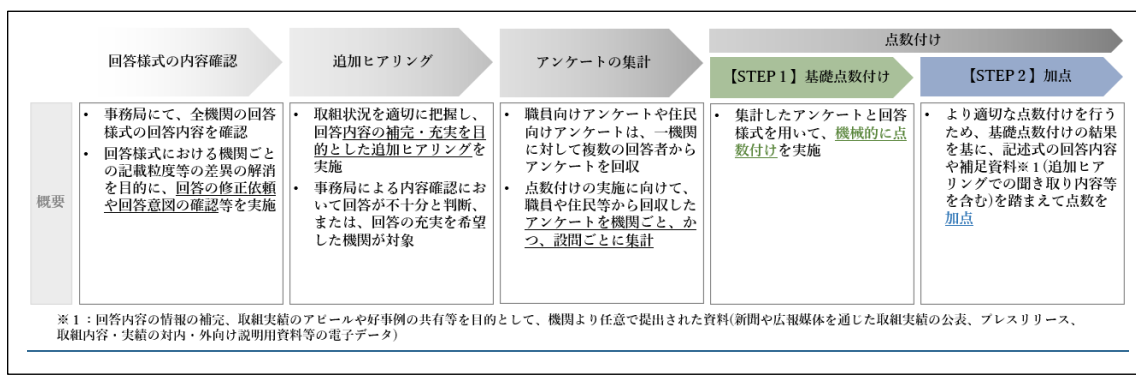 回答様式の内容確認
追加ヒアリング
アンケートの集計
点数付け
【STEP 1】基礎点数付け
【STEP 2】加点
概要
• 事務局にて、全機関の回答
様式の回答内容を確認
• 回答様式における機関ごと
の記載粒度等の差異の解消
を目的に、回答の修正依頼
や回答意図の確認等を実施
• 取組状況を適切に把握し、
回答内容の補完・充実を目
的とした追加ヒアリングを
実施
• 事務局による内容確認にお
いて回答が不十分と判断、
または、回答の充実を希望
した機関が対象
• 職員向けアンケートや住民
向けアンケートは、一機関
に対して複数の回答者から
アンケートを回収
• 点数付けの実施に向けて、
職員や住民等から回収した
アンケートを機関ごと、か
つ、設問ごとに集計
• 集計したアンケートと回答
様式を用いて、機械的に点
数付けを実施
• より適切な点数付けを行う
ため、基礎点数付けの結果
を基に、記述式の回答内容
や補足資料※1(追加ヒア
リングでの聞き取り内容等
を含む)を踏まえて点数を
加点
※1：回答内容の情報の補完、取組実績のアピールや好事例の共有等を目的として、機関より任意で提出された資料(新聞や広報媒体を通じた取組実績の公表、プレスリリース、
取組内容・実績の対内・外向け説明用資料等の電子データ)